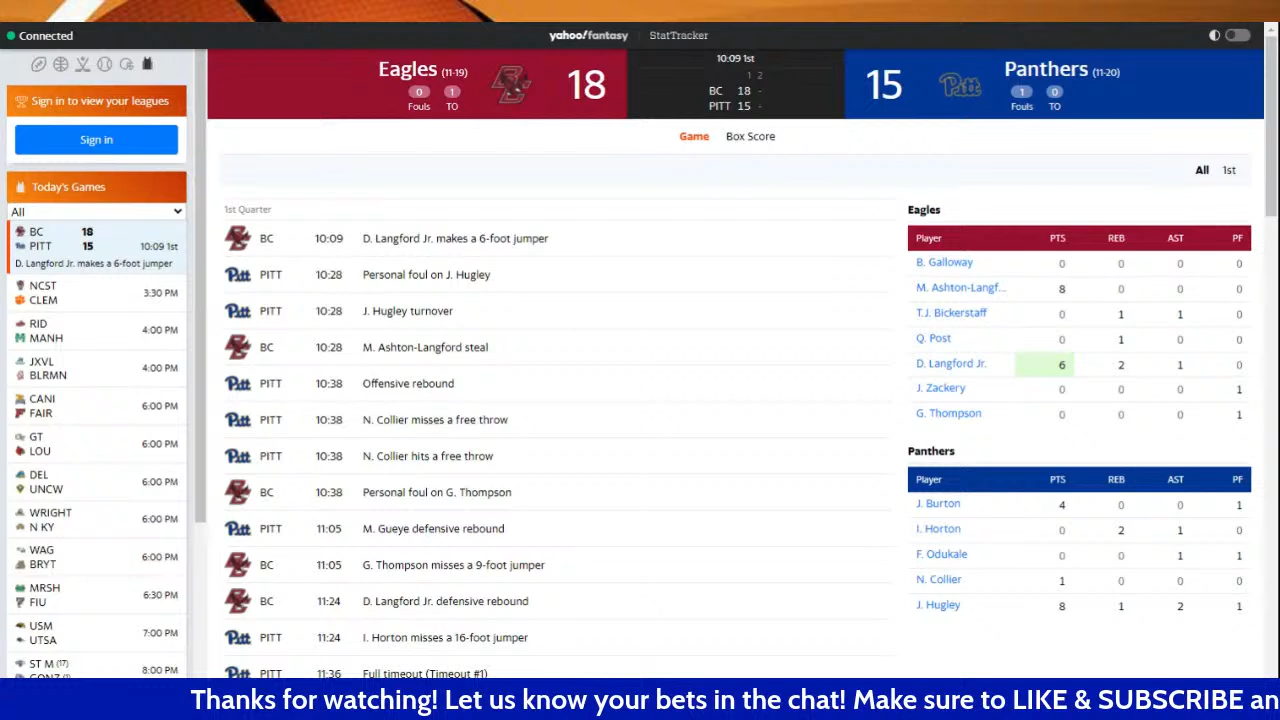 Connected
yahoo!fantasy StatTracker
Eagles (11-19)
0 1
Fouls TO
18
10:09 1st
1 2
BC 18 -
PITT 15 -
15
Pitt
Panthers (11-20)
1 0
Fouls TO
Sign in to view your leagues
Sign in
Today's Games
All
BC 18
PITT 15 10:09 1st
D. Langford Jr. makes a 6-foot jumper
NCST
CLEM
3:30 PM
RID
MANH
4:00 PM
JXVL
BLRMN
4:00 PM
CANI
FAIR
6:00 PM
GT
LOU
6:00 PM
DEL
UNCW
6:00 PM
WRIGHT
N KY
6:00 PM
WAG
BRYT
6:00 PM
MRSH
FIU
6:30 PM
USM
UTSA
7:00 PM
ST M (17)
GONZ (1)
8:00 PM
Game Box Score
All 1st
1st Quarter
BC 10:09 D. Langford Jr. makes a 6-foot jumper
Pitt PITT 10:28 Personal foul on J. Hugley
Pitt PITT 10:28 J. Hugley turnover
BC 10:28 M. Ashton-Langford steal
Pitt PITT 10:38 Offensive rebound
Pitt PITT 10:38 N. Collier misses a free throw
Pitt PITT 10:38 N. Collier hits a free throw
BC 10:38 Personal foul on G. Thompson
Pitt PITT 11:05 M. Gueye defensive rebound
BC 11:05 G. Thompson misses a 9-foot jumper
BC 11:24 D. Langford Jr. defensive rebound
Pitt PITT 11:24 I. Horton misses a 16-foot jumper
Pitt PITT 11:36 Full timeout (Timeout #1)
Eagles
Player PTS REB AST PF
B. Galloway 0 0 0 0
M. Ashton-Langf... 8 0 0 0
T.J. Bickerstaff 0 1 1 0
Q. Post 0 1 0 0
D. Langford Jr. 6 2 1 0
J. Zackery 0 0 0 1
G. Thompson 0 0 0 1
Panthers
Player PTS REB AST PF
J. Burton 4 0 0 1
I. Horton 0 2 1 0
F. Odukale 0 0 1 1
N. Collier 1 0 0 0
J. Hugley 8 1 2 1
Thanks for watching! Let us know your bets in the chat! Make sure to LIKE & SUBSCRIBE an